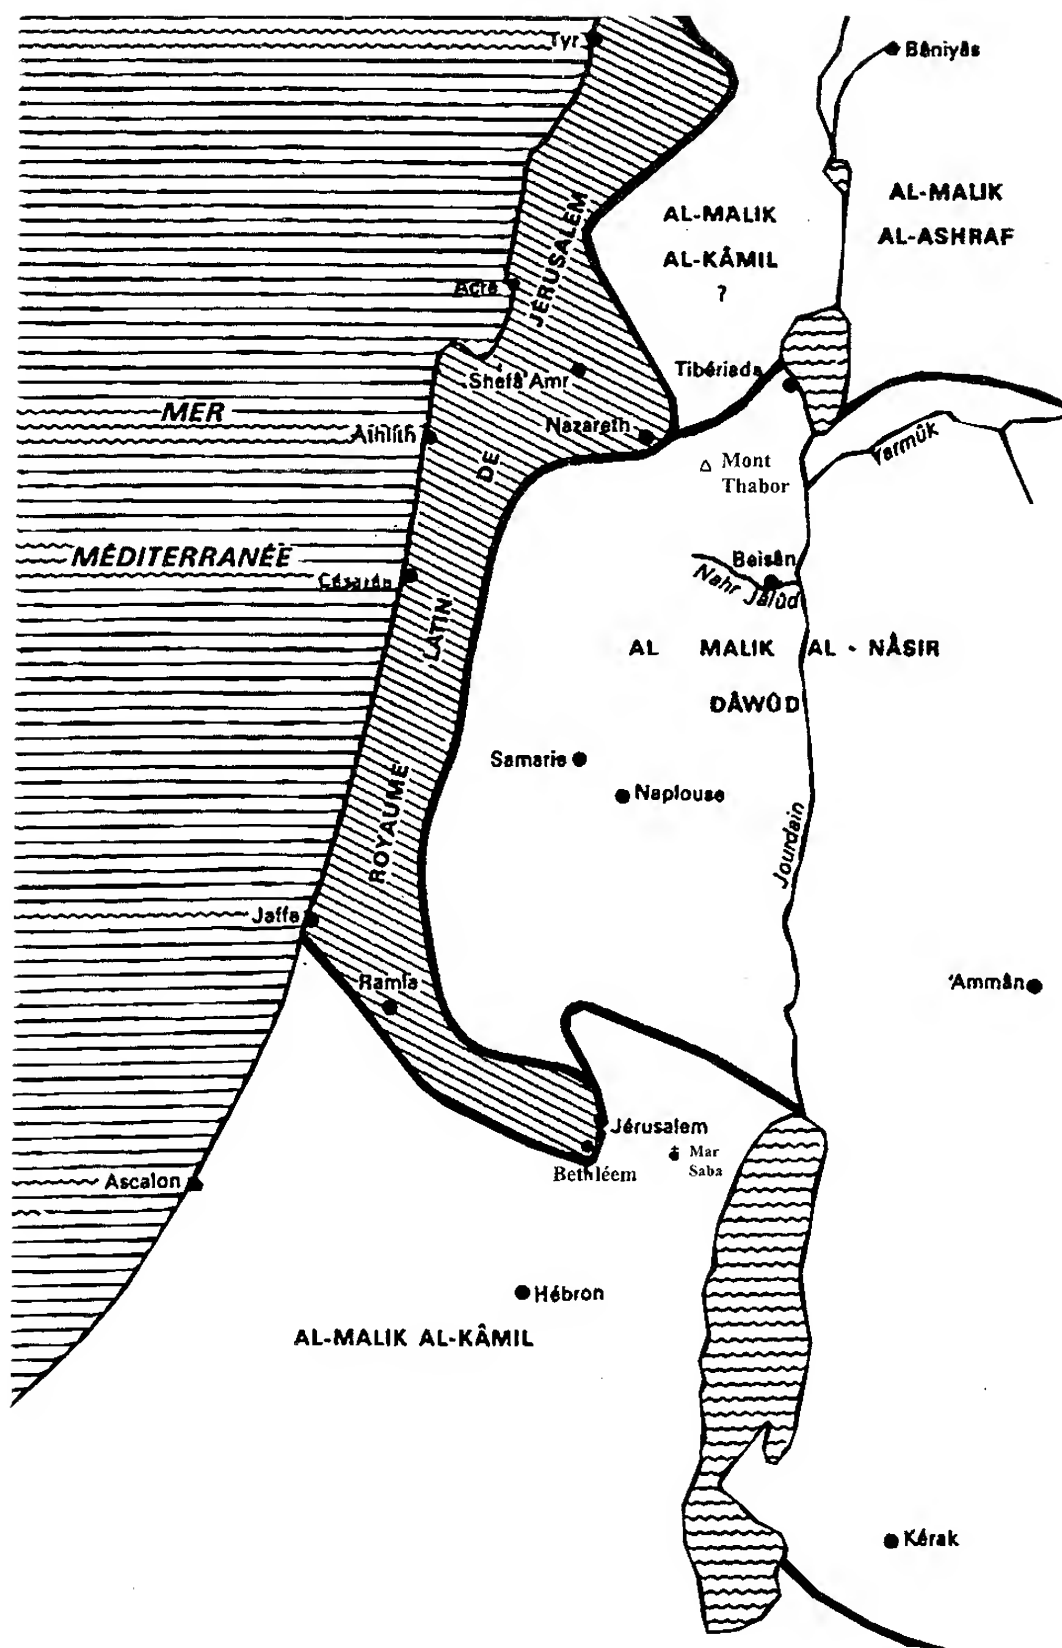 Tyr
Bâniyâs
AL-MALIK
AL-ASHRAF
AL-MALIK
AL-KÂMIL
?
Acre
Shefâ 'Amr
Tibériade
MER
Athlith
Nazareth
Yarmûk
Mont
Thabor
MÉDITERRANÉE
Césarée
Beisân
Nahr Jâlûd
AL MALIK AL - NÂSIR
DÂWÛD
ROYAUME LATIN DE JÉRUSALEM
Samarie
Naplouse
Jourdain
Jaffa
Ramla
'Ammân
Jérusalem
Mar
Saba
Bethléem
Ascalon
Hébron
AL-MALIK AL-KÂMIL
Kérak